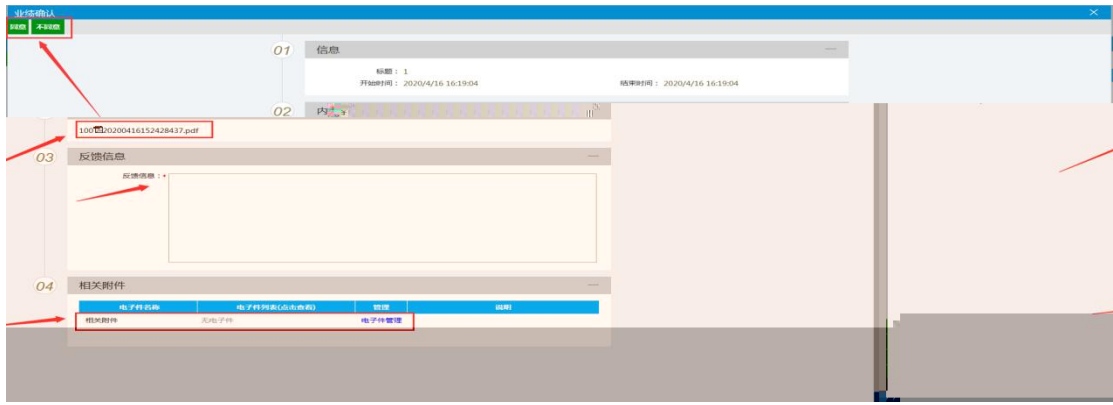 业绩确认
同意 不同意
01 信息
标题： 1
开始时间： 2020/4/16 16:19:04 结束时间： 2020/4/16 16:19:04
02 内
20200416152428437.pdf
03 反馈信息
反馈信息：*
04 相关附件
电子件名称 电子件列表(点击查看) 管理 说明
相关附件 无电子件 电子件管理